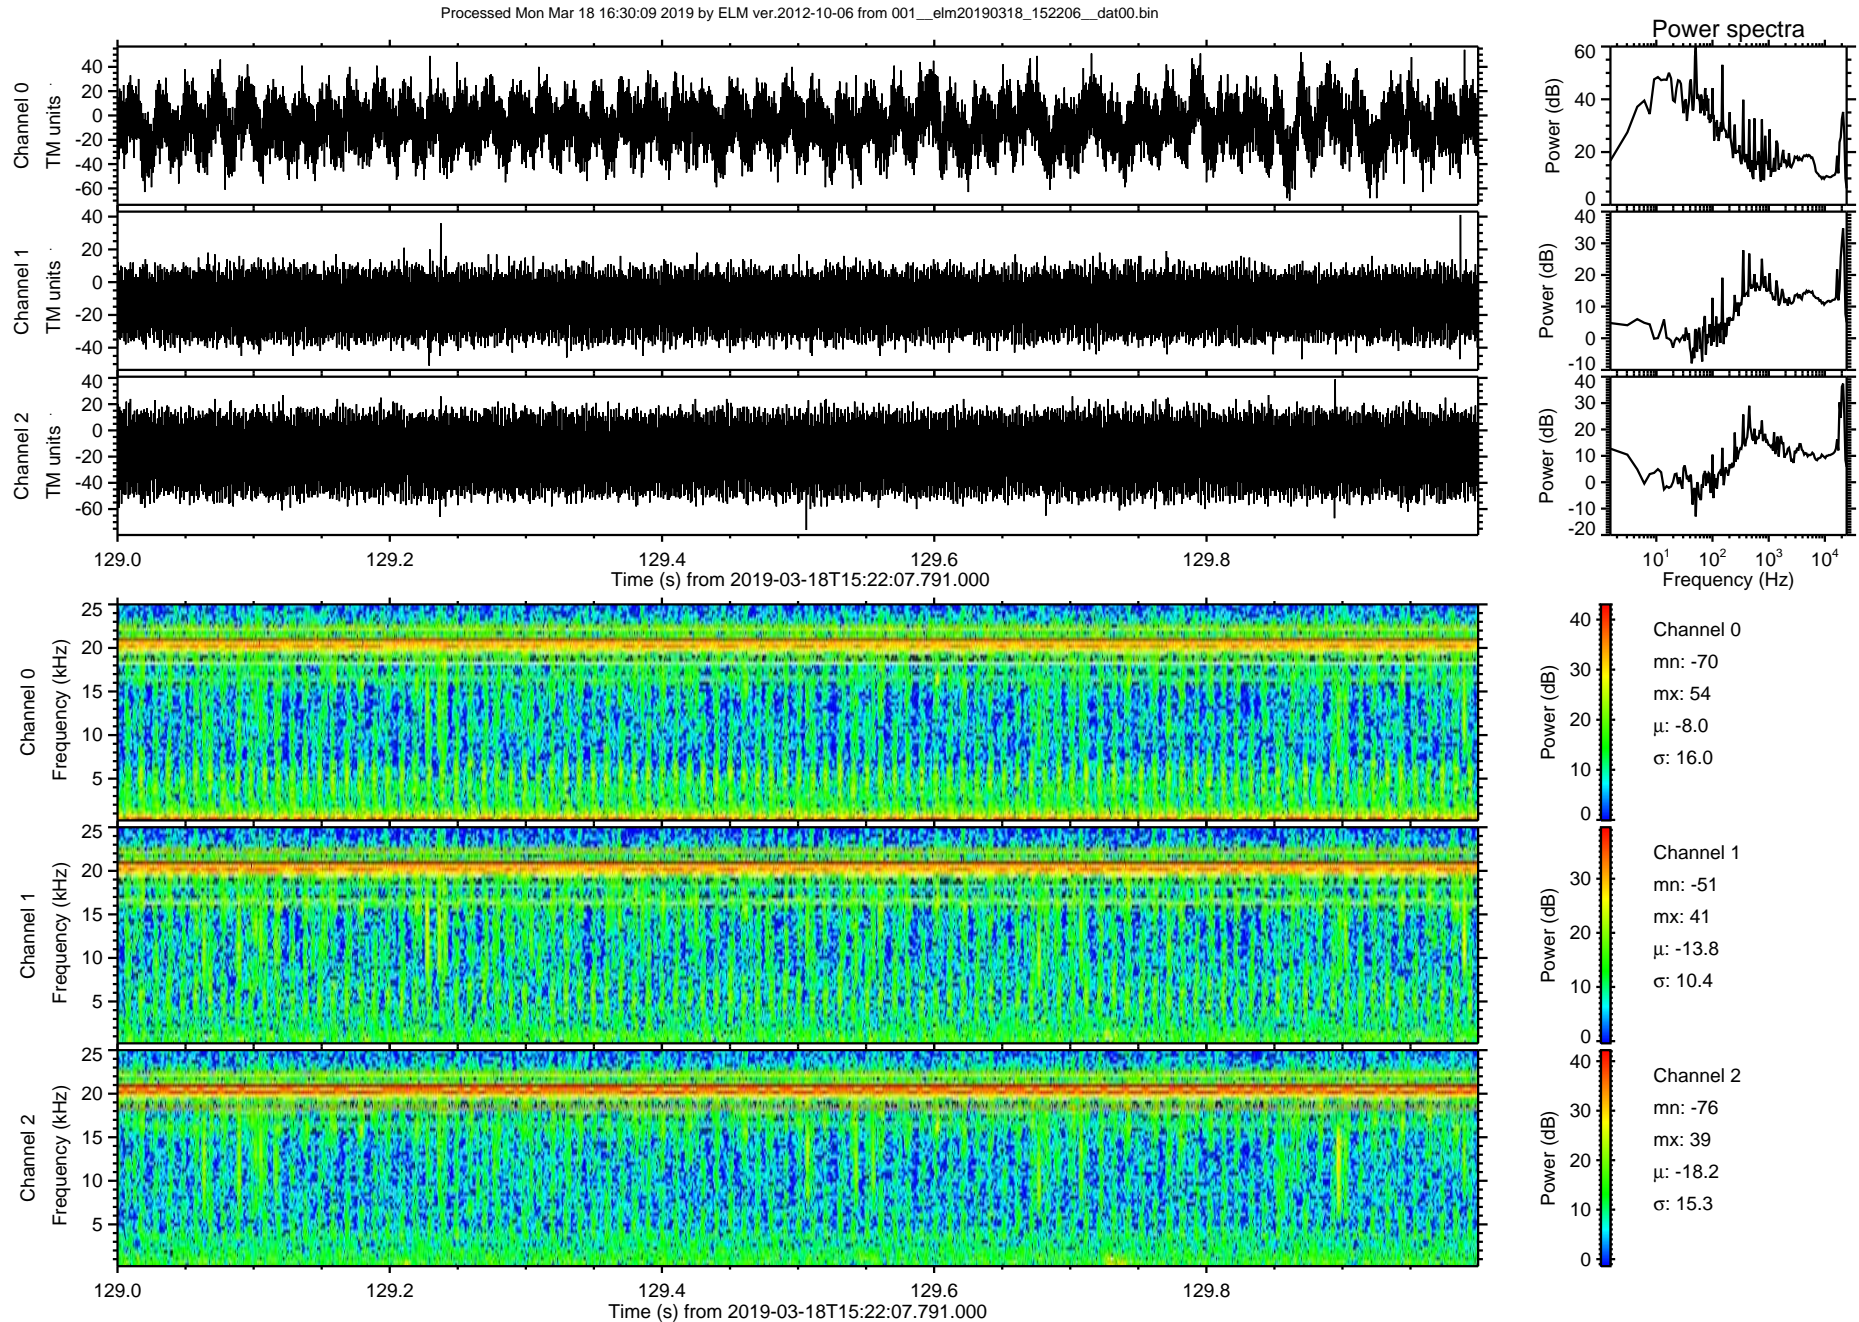 Processed Mon Mar 18 16:30:09 2019 by ELM ver.2012-10-06 from 001__elm20190318_152206__dat00.bin
Power spectra
Channel 0
TM units
40
20
0
-20
-40
-60
Power (dB)
60
40
20
0
Channel 1
TM units
40
20
0
-20
-40
Power (dB)
40
30
20
10
0
-10
Channel 2
TM units
40
20
0
-20
-40
-60
Power (dB)
40
30
20
10
0
-10
-20
129.0 129.2 129.4 129.6 129.8
Time (s) from 2019-03-18T15:22:07.791.000
10^1 10^2 10^3 10^4
Frequency (Hz)
Channel 0
Frequency (kHz)
25
20
15
10
5
Power (dB)
40
30
20
10
0
Channel 0
mn: -70
mx: 54
μ: -8.0
σ: 16.0
Channel 1
Frequency (kHz)
25
20
15
10
5
Power (dB)
30
20
10
0
Channel 1
mn: -51
mx: 41
μ: -13.8
σ: 10.4
Channel 2
Frequency (kHz)
25
20
15
10
5
Power (dB)
40
30
20
10
0
Channel 2
mn: -76
mx: 39
μ: -18.2
σ: 15.3
129.0 129.2 129.4 129.6 129.8
Time (s) from 2019-03-18T15:22:07.791.000